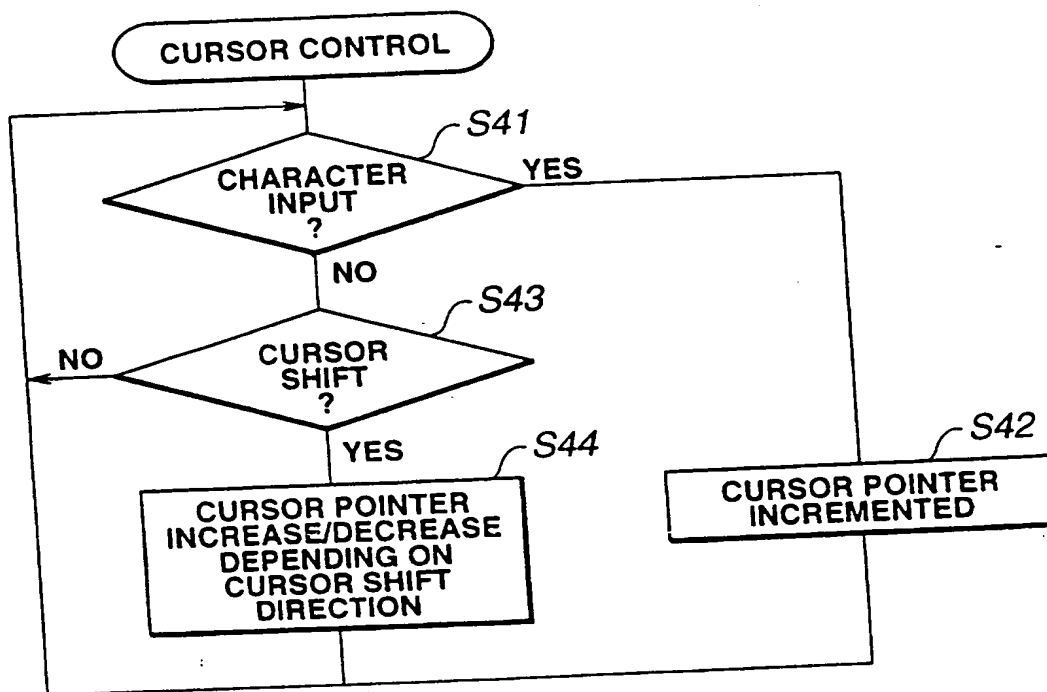 CURSOR CONTROL
S41
CHARACTER
INPUT
?
YES
NO
S43
CURSOR
SHIFT
?
NO
YES
S44
CURSOR POINTER
INCREASE/DECREASE
DEPENDING ON
CURSOR SHIFT
DIRECTION
S42
CURSOR POINTER
INCREMENTED